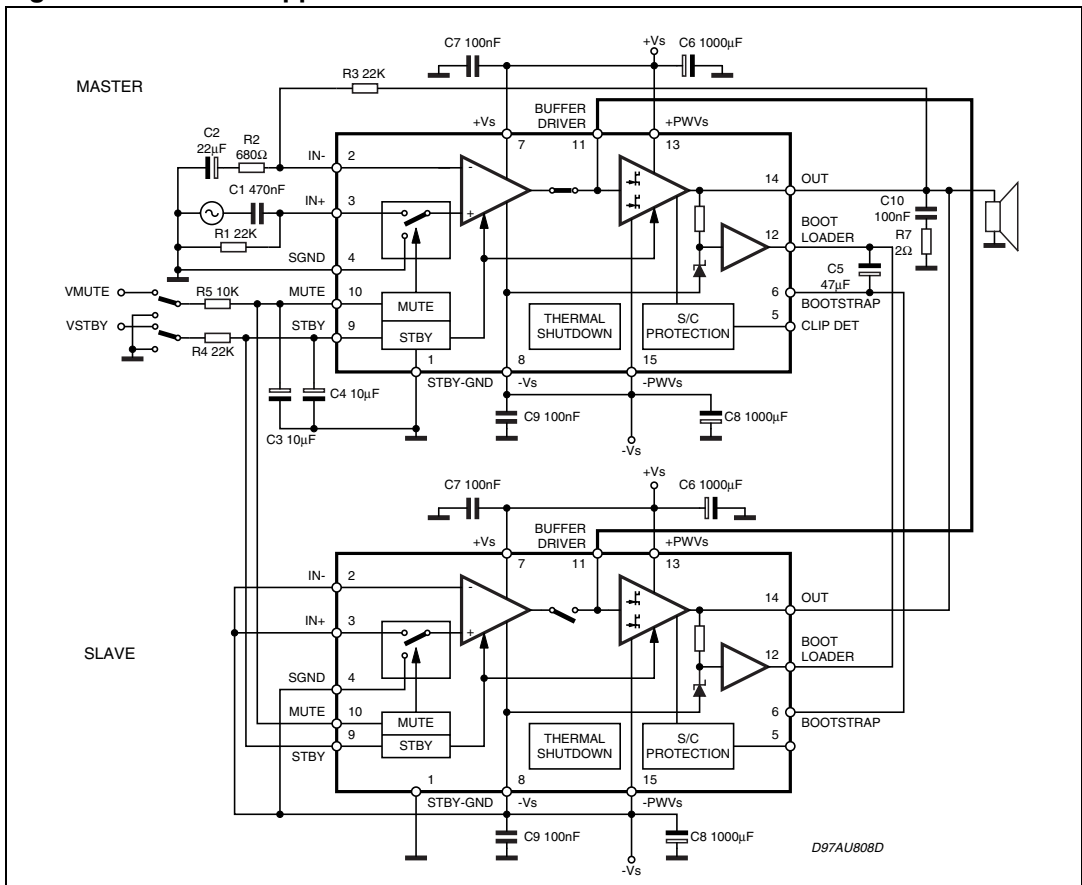 C7 100nF
+Vs
C6 1000µF
MASTER
R3 22K
BUFFER
DRIVER
+Vs
7
11
+PWVs
13
C2
22µF
R2
680Ω
IN-
2
-
C1 470nF
IN+
3
+
R1 22K
SGND
4
14
OUT
C10
100nF
R7
2Ω
12
BOOT
LOADER
C5
47µF
6
BOOTSTRAP
5
CLIP DET
VMUTE
R5 10K
MUTE
10
MUTE
VSTBY
R4 22K
STBY
9
STBY
THERMAL
SHUTDOWN
S/C
PROTECTION
1
STBY-GND
8
-Vs
15
-PWVs
C4 10µF
C3 10µF
C9 100nF
C8 1000µF
-Vs
+Vs
C7 100nF
C6 1000µF
BUFFER
DRIVER
+Vs
7
11
+PWVs
13
IN-
2
-
IN+
3
+
SLAVE
SGND
4
14
OUT
12
BOOT
LOADER
6
BOOTSTRAP
5
MUTE
10
MUTE
9
STBY
STBY
THERMAL
SHUTDOWN
S/C
PROTECTION
1
STBY-GND
8
-Vs
15
-PWVs
C9 100nF
C8 1000µF
-Vs
D97AU808D